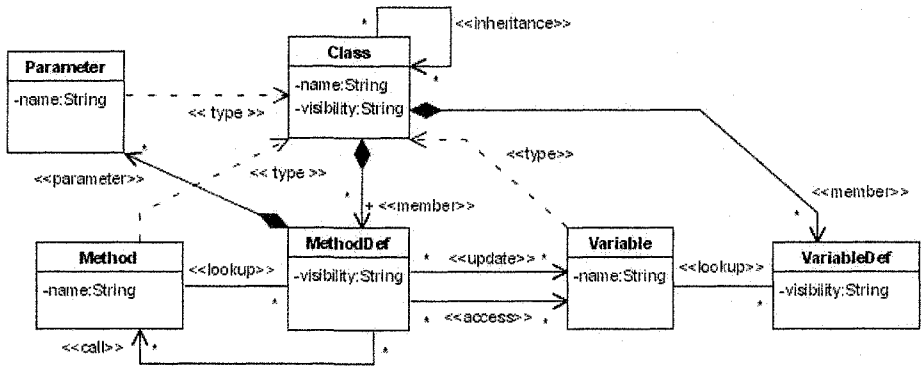 *
<<inheritance>>
*
Class
-name:String
-visibility:String
Parameter
-name:String
<< type >>
*
<<parameter>>
<< type >>
*
+ <<member>>
<<type>>
<<member>>
*
Method
-name:String
<<lookup>>
*
MethodDef
-visibility:String
* <<update>> *
* <<access>> *
Variable
-name:String
<<lookup>>
*
VariableDef
-visibility:String
<<call>>
*
*